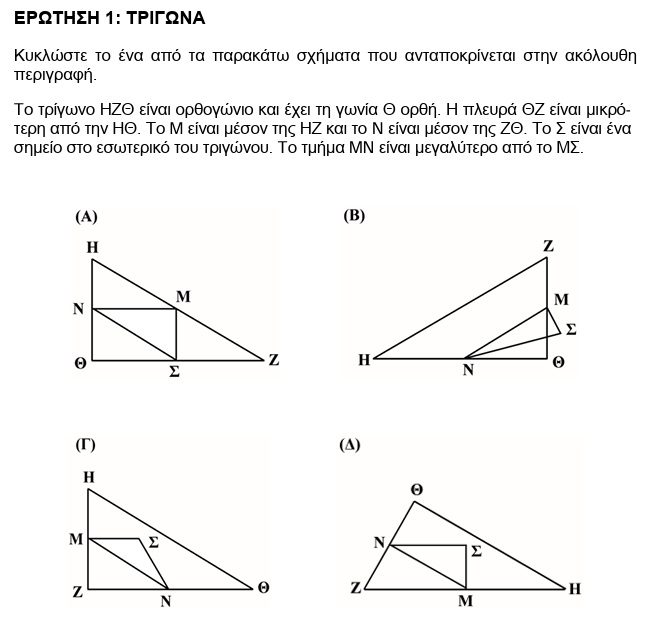 ΕΡΩΤΗΣΗ 1: ΤΡΙΓΩΝΑ
Κυκλώστε το ένα από τα παρακάτω σχήματα που ανταποκρίνεται στην ακόλουθη
περιγραφή.
Το τρίγωνο ΗΖΘ είναι ορθογώνιο και έχει τη γωνία Θ ορθή. Η πλευρά ΘΖ είναι μικρό-
τερη από την ΗΘ. Το Μ είναι μέσον της ΗΖ και το Ν είναι μέσον της ΖΘ. Το Σ είναι ένα
σημείο στο εσωτερικό του τριγώνου. Το τμήμα ΜΝ είναι μεγαλύτερο από το ΜΣ.
(Α)
Η
Ν
Μ
Θ
Σ
Ζ
(Β)
Ζ
Μ
Σ
Η
Ν
Θ
(Γ)
Η
Μ
Σ
Ζ
Ν
Θ
(Δ)
Θ
Ν
Σ
Ζ
Μ
Η